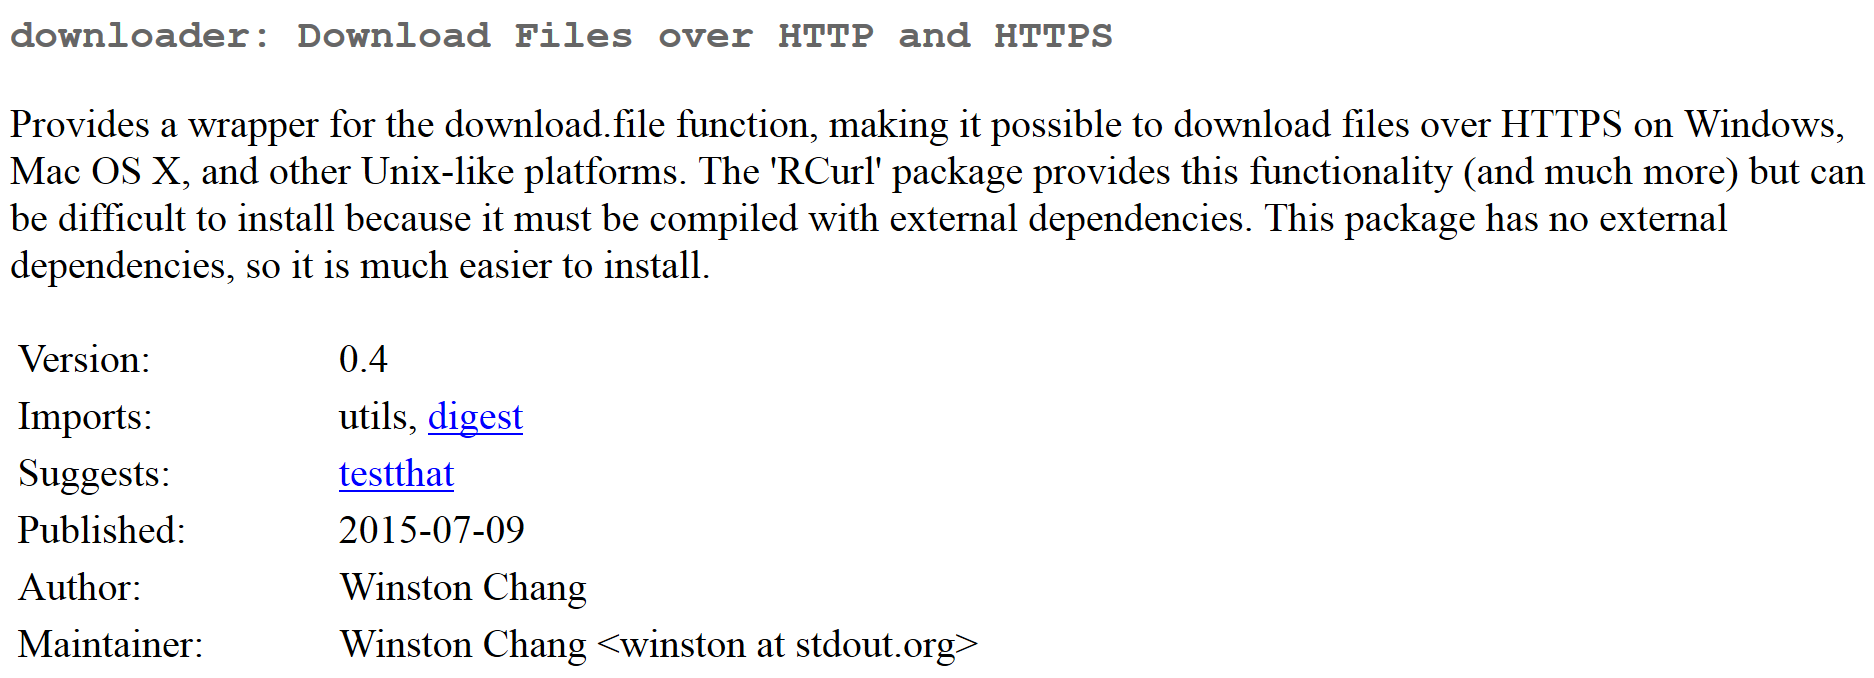 downloader: Download Files over HTTP and HTTPS
Provides a wrapper for the download.file function, making it possible to download files over HTTPS on Windows,
Mac OS X, and other Unix-like platforms. The 'RCurl' package provides this functionality (and much more) but can
be difficult to install because it must be compiled with external dependencies. This package has no external
dependencies, so it is much easier to install.
Version: 0.4
Imports: utils, digest
Suggests: testthat
Published: 2015-07-09
Author: Winston Chang
Maintainer: Winston Chang <winston at stdout.org>